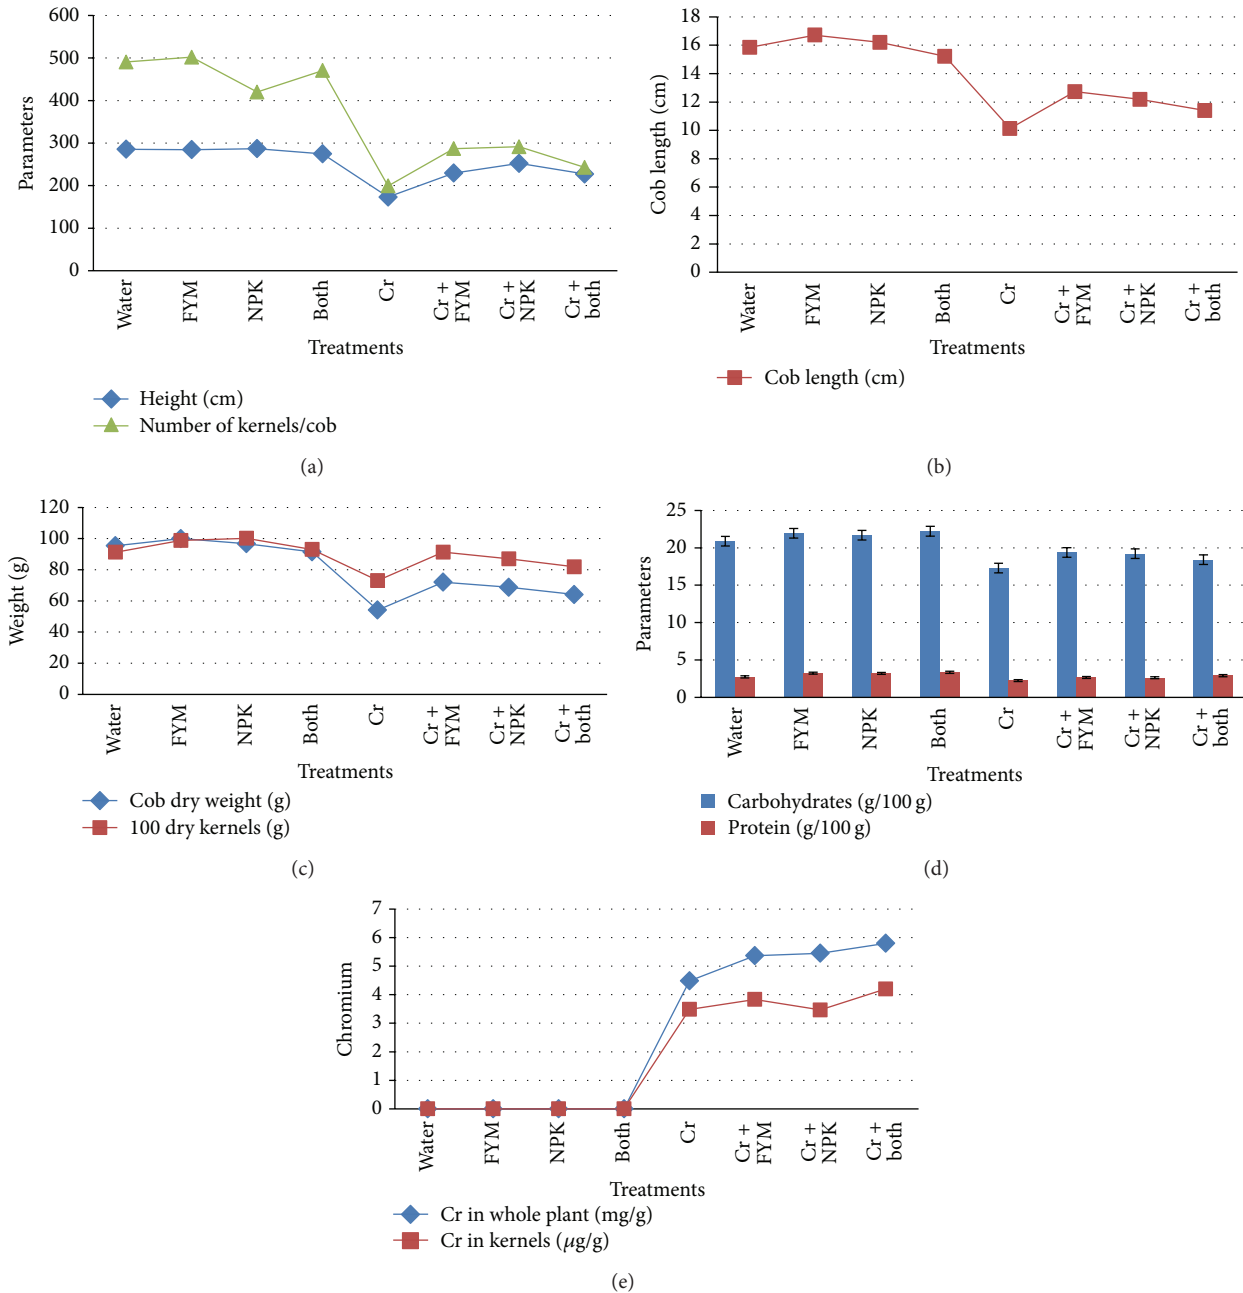 600
500
400
300
200
100
0
Parameters
Water
FYM
NPK
Both
Cr
Cr +
FYM
Cr +
NPK
Cr +
both
Treatments
Height (cm)
Number of kernels/cob
(a)
18
16
14
12
10
8
6
4
2
0
Cob length (cm)
Water
FYM
NPK
Both
Cr
Cr +
FYM
Cr +
NPK
Cr +
both
Treatments
Cob length (cm)
(b)
120
100
80
60
40
20
0
Weight (g)
Water
FYM
NPK
Both
Cr
Cr +
FYM
Cr +
NPK
Cr +
both
Treatments
Cob dry weight (g)
100 dry kernels (g)
(c)
25
20
15
10
5
0
Parameters
Water
FYM
NPK
Both
Cr
Cr +
FYM
Cr +
NPK
Cr +
both
Treatments
Carbohydrates (g/100 g)
Protein (g/100 g)
(d)
7
6
5
4
3
2
1
0
Chromium
Water
FYM
NPK
Both
Cr
Cr +
FYM
Cr +
NPK
Cr +
both
Treatments
Cr in whole plant (mg/g)
Cr in kernels (μg/g)
(e)